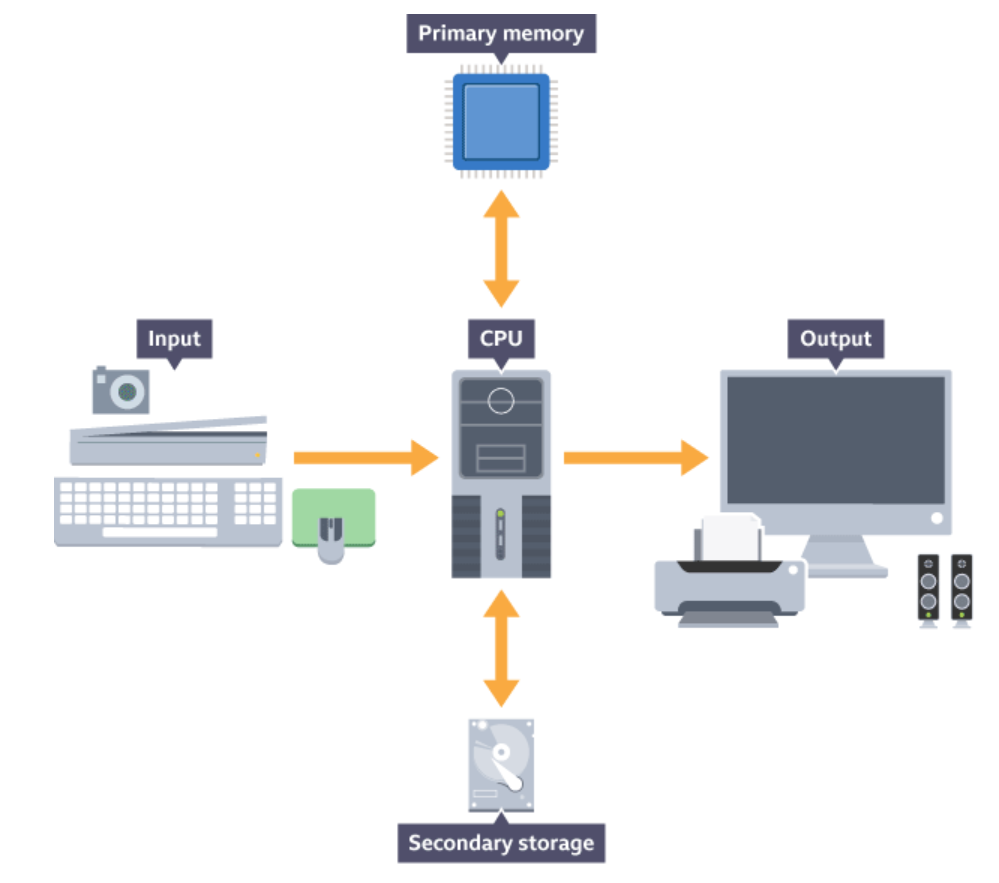 Primary memory
Input
CPU
Output
Secondary storage